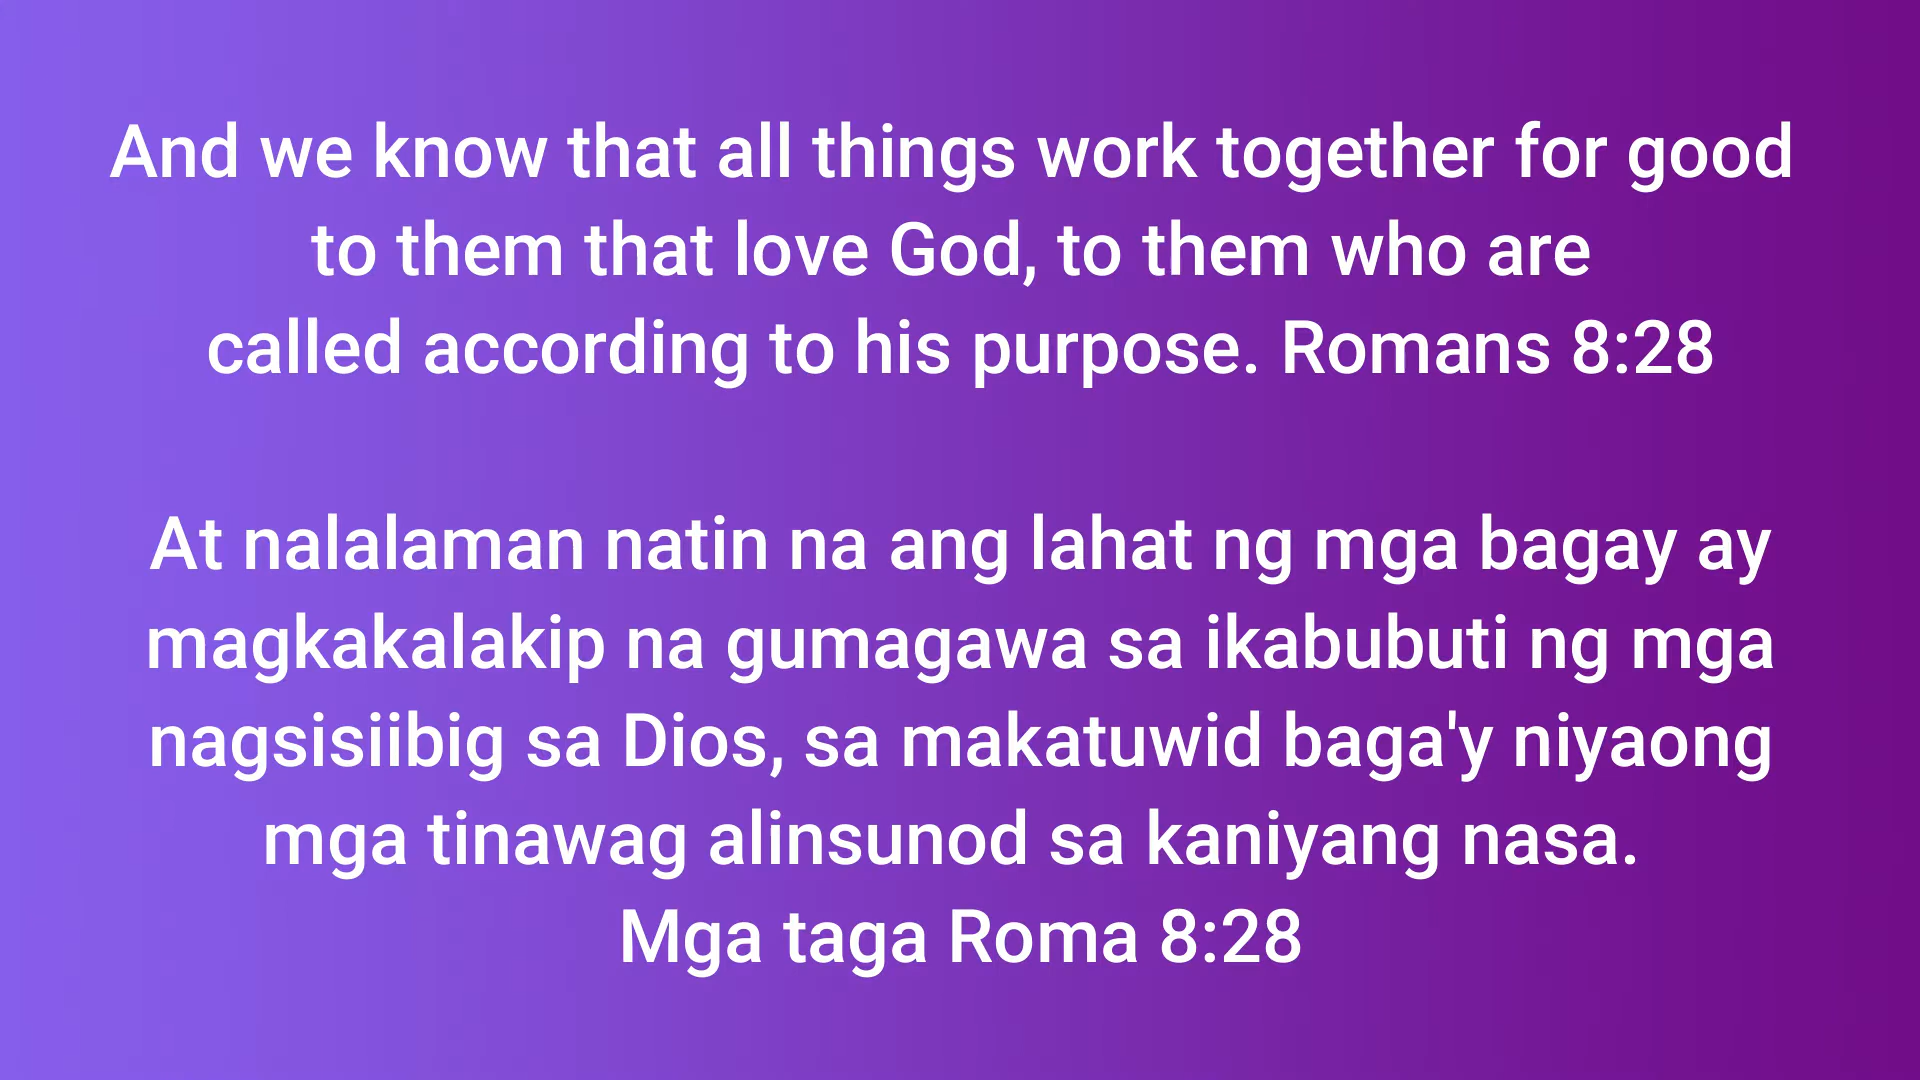 And we know that all things work together for good
to them that love God, to them who are
called according to his purpose. Romans 8:28
At nalalaman natin na ang lahat ng mga bagay ay
magkakalakip na gumagawa sa ikabubuti ng mga
nagsisiibig sa Dios, sa makatuwid baga'y niyaong
mga tinawag alinsunod sa kaniyang nasa.
Mga taga Roma 8:28